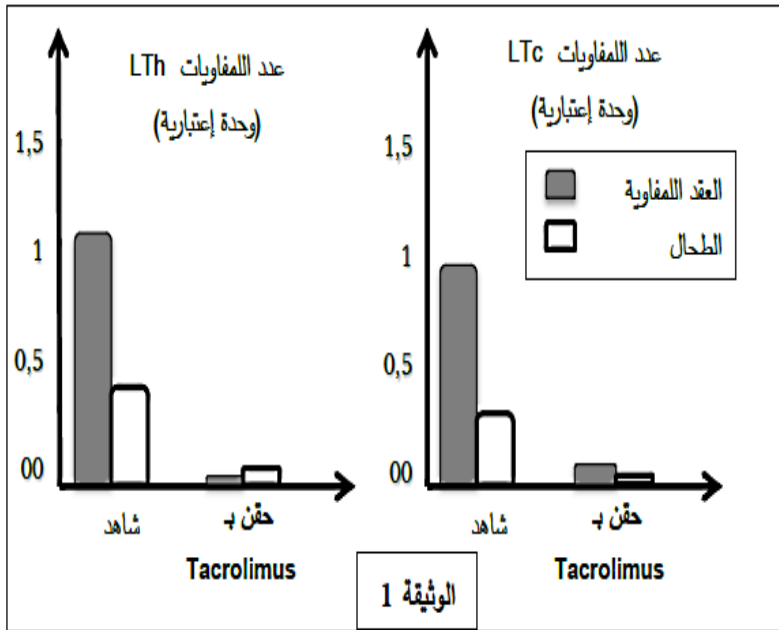 عدد اللمفاويات LTh
(وحدة إعتبارية)
1,5
1
0,5
00
شاهد
حقن بـ
Tacrolimus
عدد اللمفاويات LTc
(وحدة إعتبارية)
1,5
العقد اللمفاوية
الطحال
1
0,5
00
شاهد
حقن بـ
Tacrolimus
الوثيقة 1